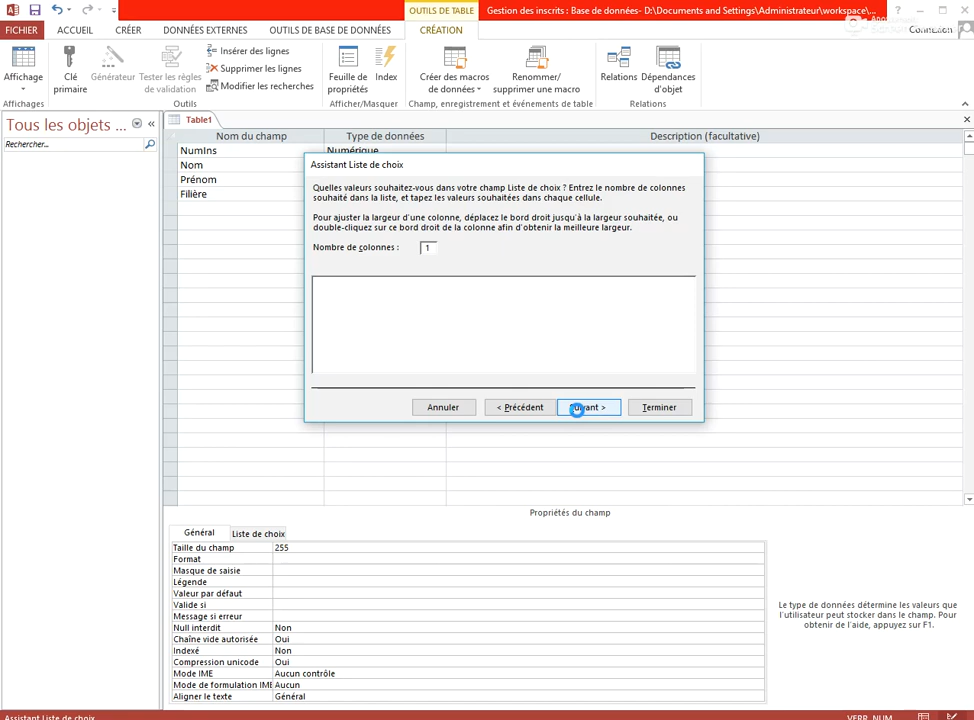 OUTILS DE TABLE
Gestion des inscrits : Base de données- D:\Documents and Settings\Administrateur\workspace\...
FICHIER
ACCUEIL
CRÉER
DONNÉES EXTERNES
OUTILS DE BASE DE DONNÉES
CRÉATION
Connexion
Affichage
Clé primaire
Générateur
Tester les règles de validation
Insérer des lignes
Supprimer les lignes
Modifier les recherches
Feuille de propriétés
Index
Créer des macros de données
Renommer/ supprimer une macro
Relations
Dépendances d'objet
Affichages
Outils
Afficher/Masquer
Champ, enregistrement et événements de table
Relations
Tous les objets ...
Rechercher...
Table1
Nom du champ
Type de données
Description (facultative)
NumIns
Numérique
Nom
Prénom
Filière
Assistant Liste de choix
Quelles valeurs souhaitez-vous dans votre champ Liste de choix ? Entrez le nombre de colonnes
souhaité dans la liste, et tapez les valeurs souhaitées dans chaque cellule.
Pour ajuster la largeur d'une colonne, déplacez le bord droit jusqu'à la largeur souhaitée, ou
double-cliquez sur ce bord droit de la colonne afin d'obtenir la meilleure largeur.
Nombre de colonnes :
1
Annuler
< Précédent
Suivant >
Terminer
Propriétés du champ
Général
Liste de choix
Taille du champ
255
Format
Masque de saisie
Légende
Valeur par défaut
Valide si
Message si erreur
Null interdit
Non
Chaîne vide autorisée
Oui
Indexé
Non
Compression unicode
Oui
Mode IME
Aucun contrôle
Mode de formulation IME
Aucun
Aligner le texte
Général
Le type de données détermine les valeurs que
l'utilisateur peut stocker dans le champ. Pour
obtenir de l'aide, appuyez sur F1.
Assistant Liste de choix
VERR. NUM.